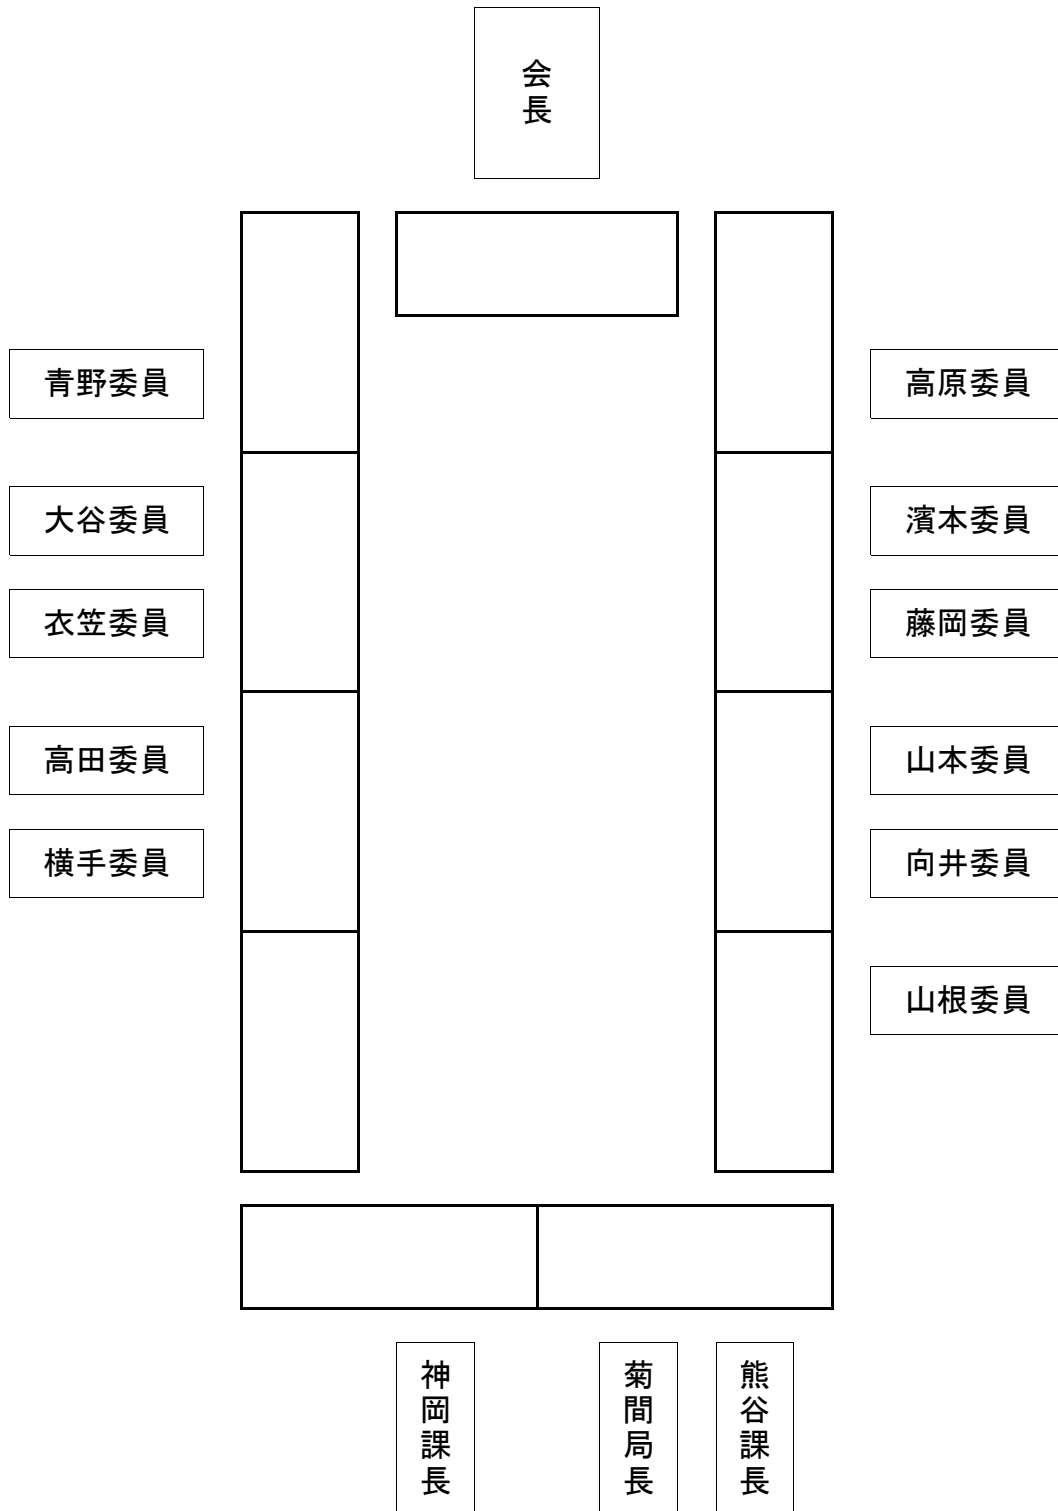 会長
青野委員
高原委員
大谷委員
濱本委員
衣笠委員
藤岡委員
高田委員
山本委員
横手委員
向井委員
山根委員
神岡課長
菊間局長
熊谷課長